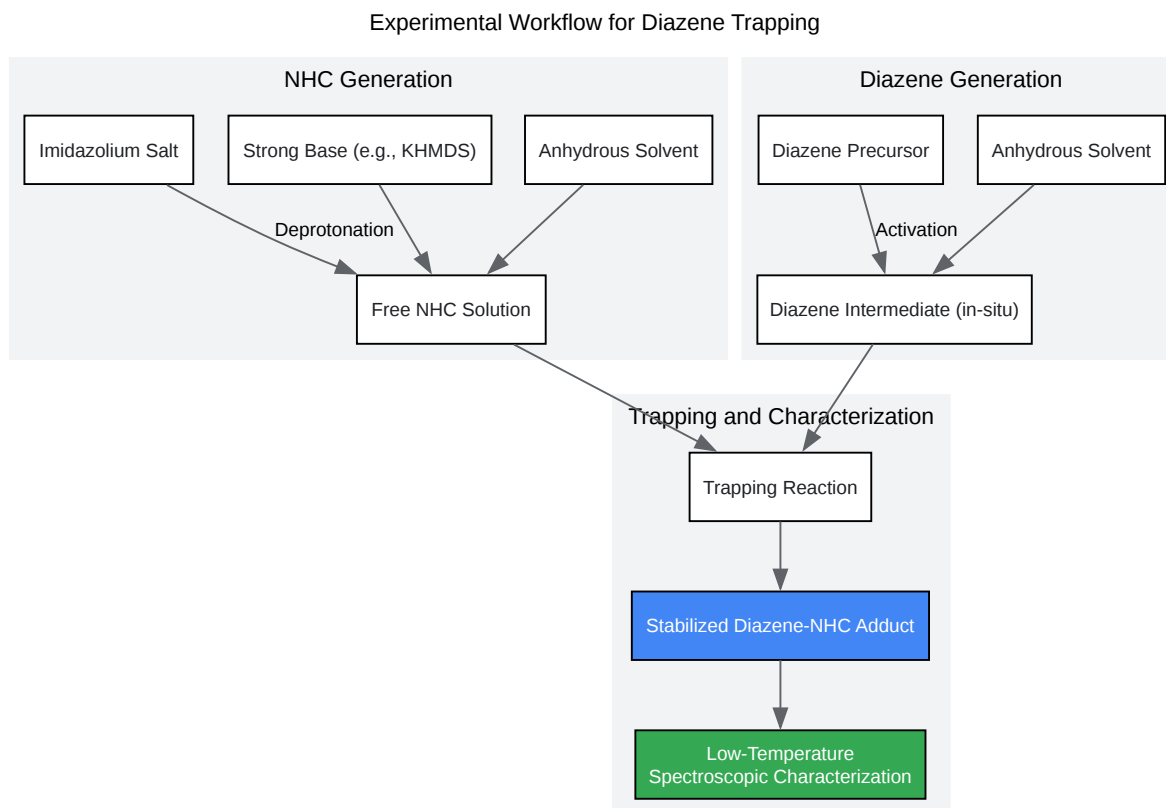 Experimental Workflow for Diazene Trapping
NHC Generation
Diazene Generation
Imidazolium Salt
Strong Base (e.g., KHMDS)
Anhydrous Solvent
Diazene Precursor
Anhydrous Solvent
Deprotonation
Activation
Free NHC Solution
Diazene Intermediate (in-situ)
Trapping and Characterization
Trapping Reaction
Stabilized Diazene-NHC Adduct
Low-Temperature
Spectroscopic Characterization